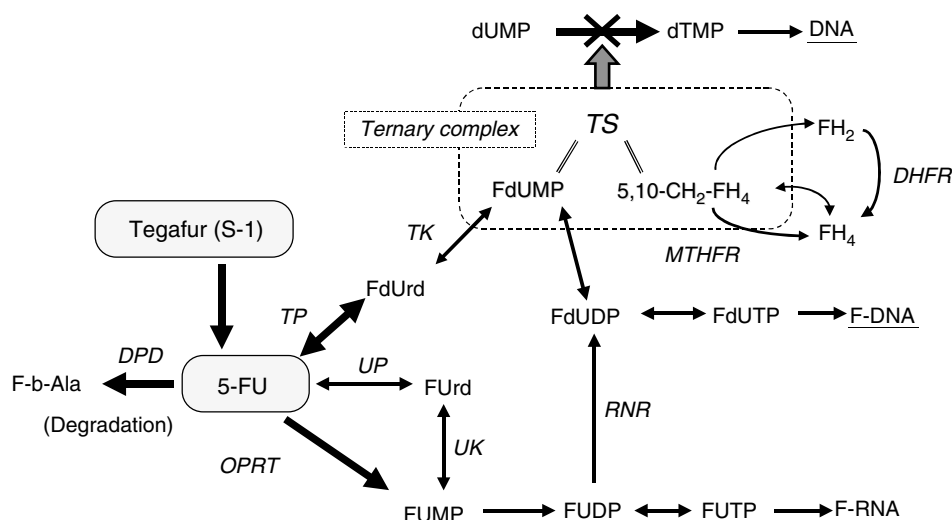 dUMP dTMP DNA
Ternary complex TS
FH2
DHFR
FdUMP 5,10-CH2-FH4
Tegafur (S-1)
TK
MTHFR
FH4
FdUrd
TP
FdUDP FdUTP F-DNA
DPD
F-b-Ala 5-FU UP FUrd
(Degradation)
RNR
OPRT
UK
FUMP FUDP FUTP F-RNA